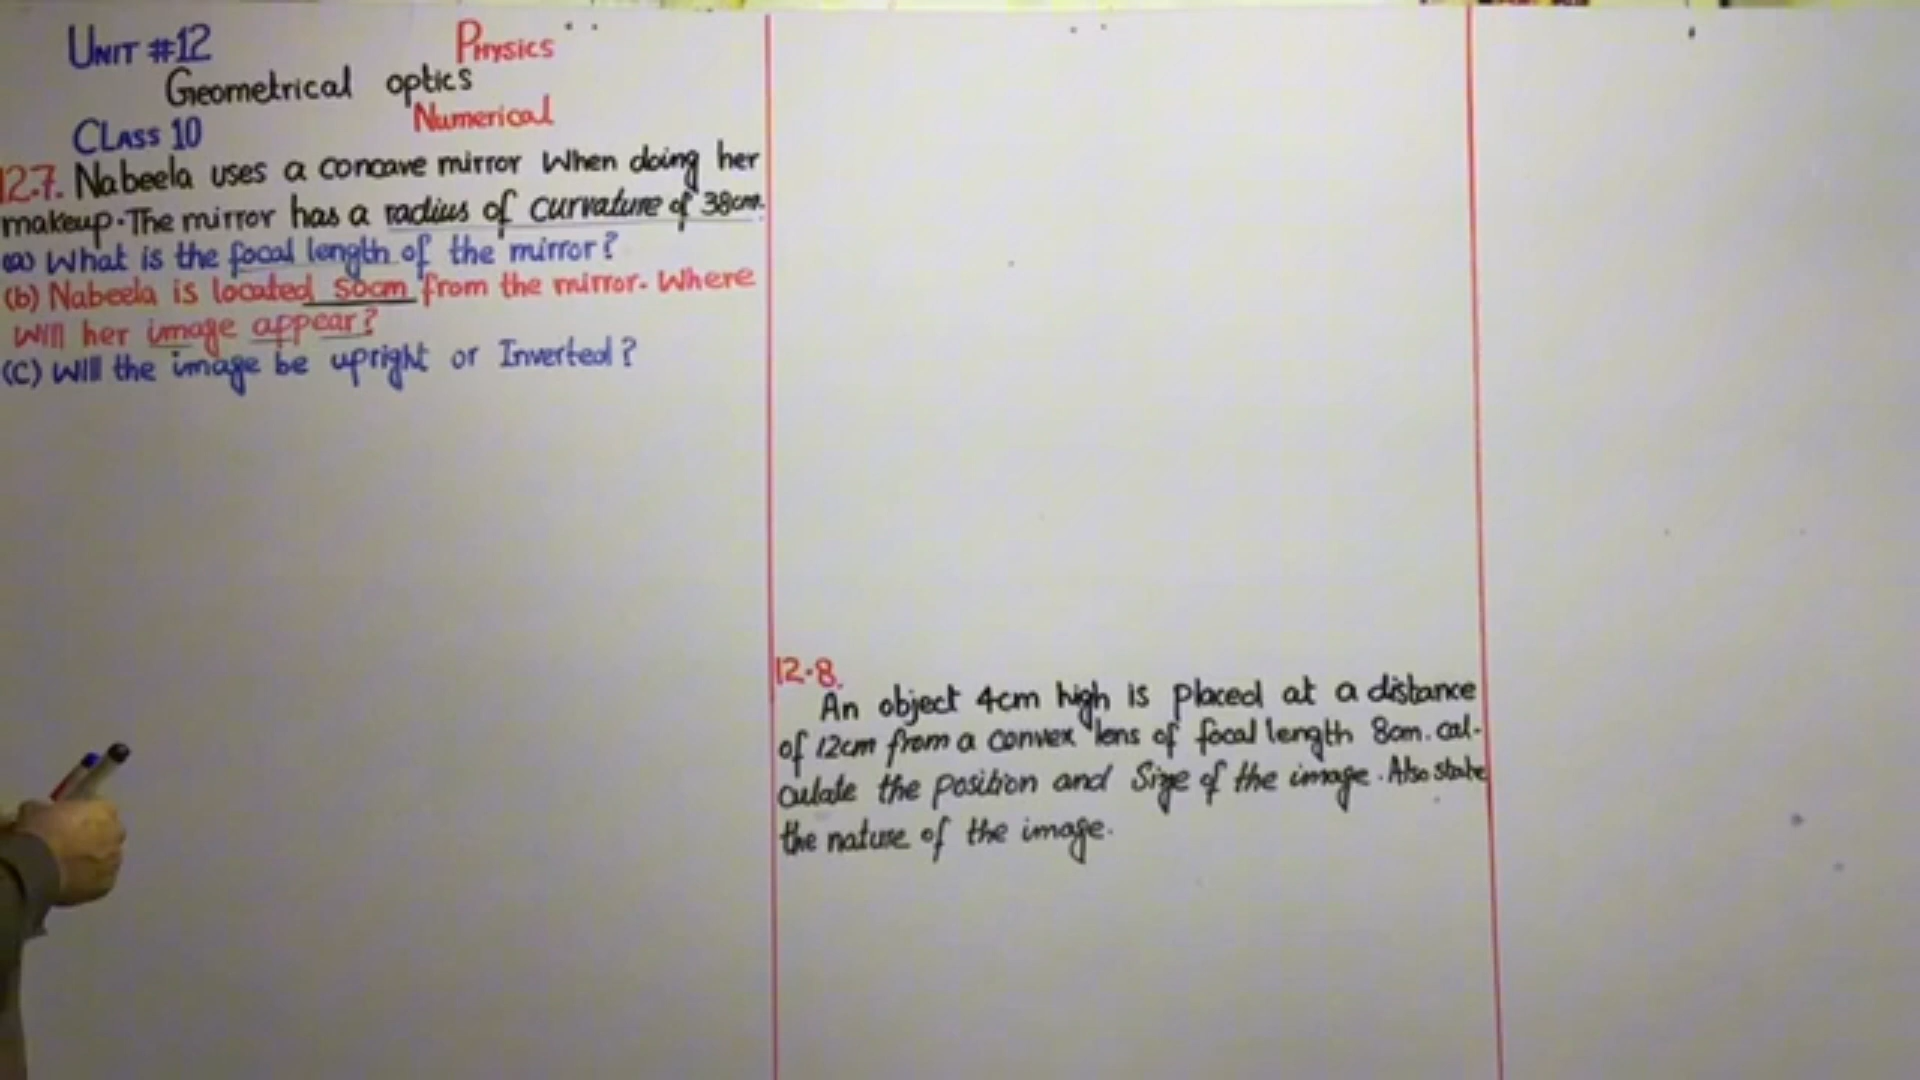 UNIT #12
Physics
Geometrical optics
Numerical
CLASS 10
12.7. Nabeela uses a concave mirror When doing her
makeup. The mirror has a radius of curvature of 38cm.
(a) What is the focal length of the mirror?
(b) Nabeela is located 50cm from the mirror. Where
Will her image appear?
(C) Will the image be upright or Inverted?
12.8.
An object 4cm high is placed at a distance
of 12cm from a convex lens of focal length 8cm. cal-
culate the position and Size of the image. Also state
the nature of the image.